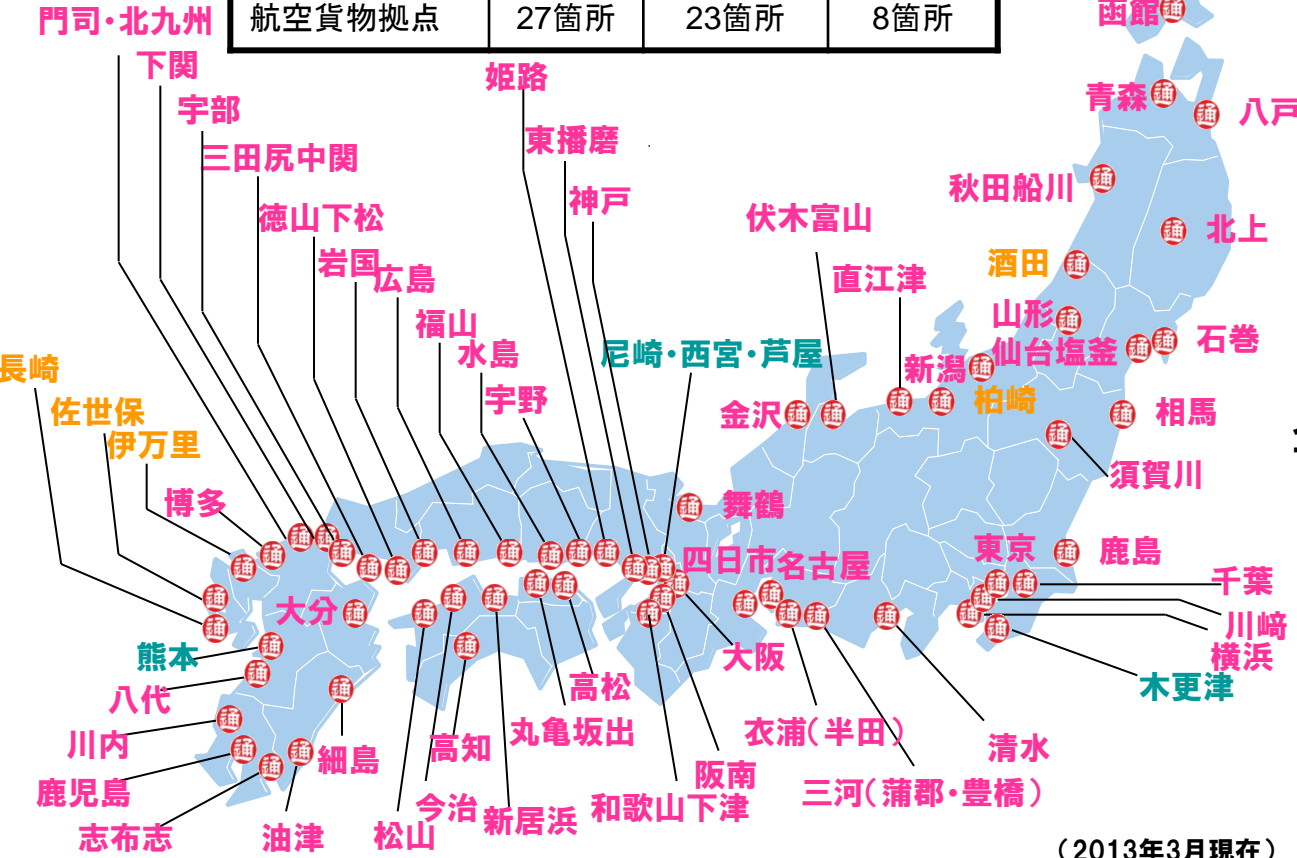 航空貨物拠点 27箇所 23箇所 8箇所
門司・北九州
下関
宇部
三田尻中関
徳山下松
岩国
広島
福山
水島
宇野
姫路
東播磨
神戸
尼崎・西宮・芦屋
伏木富山
直江津
金沢
新潟
柏崎
函館
青森
八戸
秋田船川
北上
酒田
山形
仙台塩釜
石巻
相馬
須賀川
長崎
佐世保
伊万里
博多
舞鶴
四日市
名古屋
東京
鹿島
千葉
川﨑
横浜
木更津
大分
熊本
八代
川内
鹿児島
志布志
油津
細島
松山
今治
高知
新居浜
丸亀坂出
高松
和歌山下津
阪南
大阪
衣浦(半田)
三河(蒲郡・豊橋)
清水
(2013年3月現在)